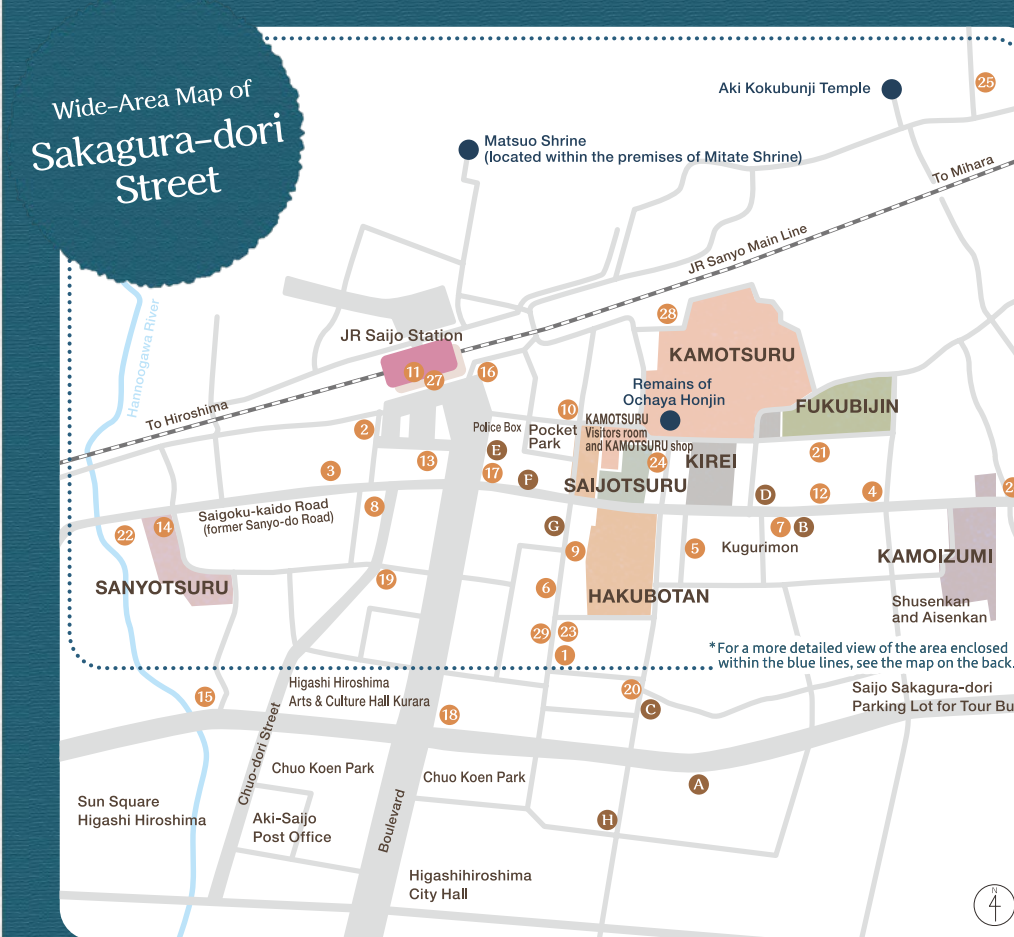 Wide-Area Map of
Sakagura-dori
Street
Aki Kokubunji Temple
25
Matsuo Shrine
(located within the premises of Mitate Shrine)
To Mihara
JR Sanyo Main Line
Hannoogawa River
28
JR Saijo Station
KAMOTSURU
11
27
16
Remains of
Ochaya Honjin
To Hiroshima
FUKUBIJIN
10
KAMOTSURU
Visitors room
and KAMOTSURU shop
2
Police Box
Pocket
Park
E
13
3
17
F
24
KIREI
21
SAIJOTSURU
D
12
4
Saigoku-kaido Road
(former Sanyo-do Road)
8
22
14
G
7
B
9
5
Kugurimon
KAMOIZUMI
SANYOTSURU
19
6
HAKUBOTAN
Shusenkan
and Aisenkan
29
23
1
*For a more detailed view of the area enclosed
within the blue lines, see the map on the back.
15
Higashi Hiroshima
Arts & Culture Hall Kurara
20
C
Saijo Sakagura-dori
Parking Lot for Tour Bu
18
Chuo-dori Street
Chuo Koen Park
Chuo Koen Park
A
Sun Square
Higashi Hiroshima
Aki-Saijo
Post Office
Boulevard
H
Higashihiroshima
City Hall
N